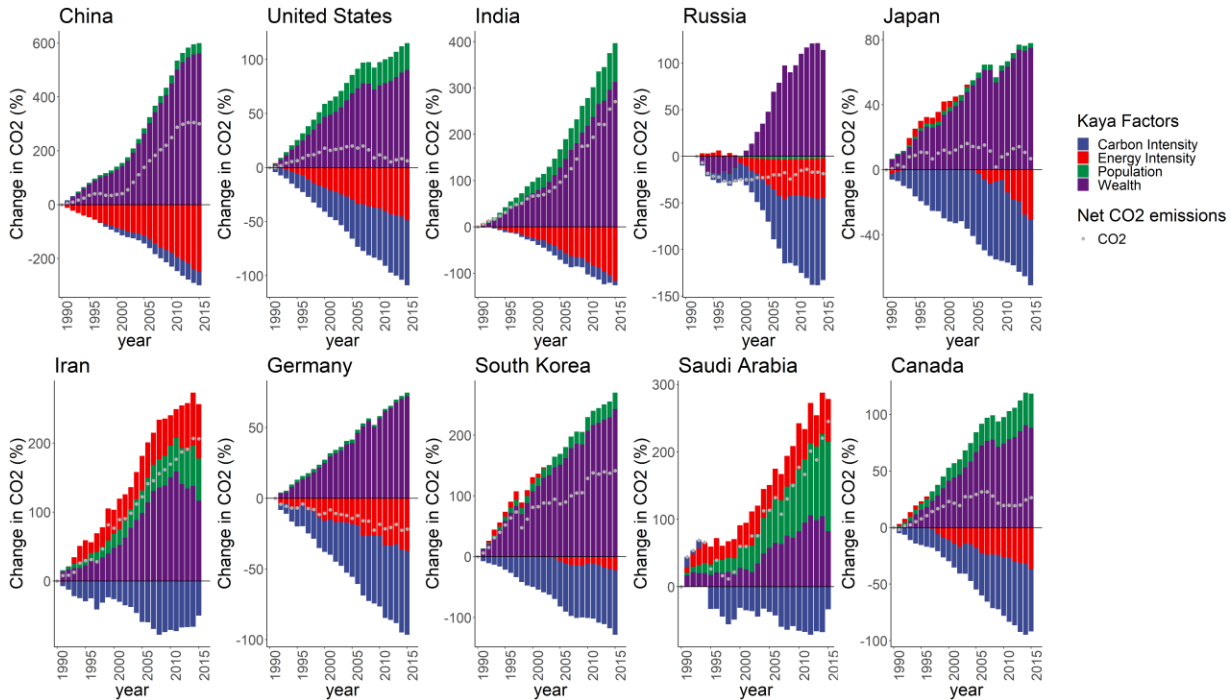 China
United States
India
Russia
Japan
Change in CO2 (%)
600
400
200
0
-200
1990
1995
2000
2005
2010
2015
year
Change in CO2 (%)
100
50
0
-50
-100
1990
1995
2000
2005
2010
2015
year
Change in CO2 (%)
400
300
200
100
0
-100
1990
1995
2000
2005
2010
2015
year
Change in CO2 (%)
100
50
0
-50
-100
-150
1990
1995
2000
2005
2010
2015
year
Change in CO2 (%)
80
40
0
-40
1990
1995
2000
2005
2010
2015
year
Kaya Factors
Carbon Intensity
Energy Intensity
Population
Wealth
Net CO2 emissions
CO2
Iran
Germany
South Korea
Saudi Arabia
Canada
Change in CO2 (%)
200
100
0
1990
1995
2000
2005
2010
2015
year
Change in CO2 (%)
50
0
-50
-100
1990
1995
2000
2005
2010
2015
year
Change in CO2 (%)
200
100
0
-100
1990
1995
2000
2005
2010
2015
year
Change in CO2 (%)
300
200
100
0
1990
1995
2000
2005
2010
2015
year
Change in CO2 (%)
100
50
0
-50
-100
1990
1995
2000
2005
2010
2015
year